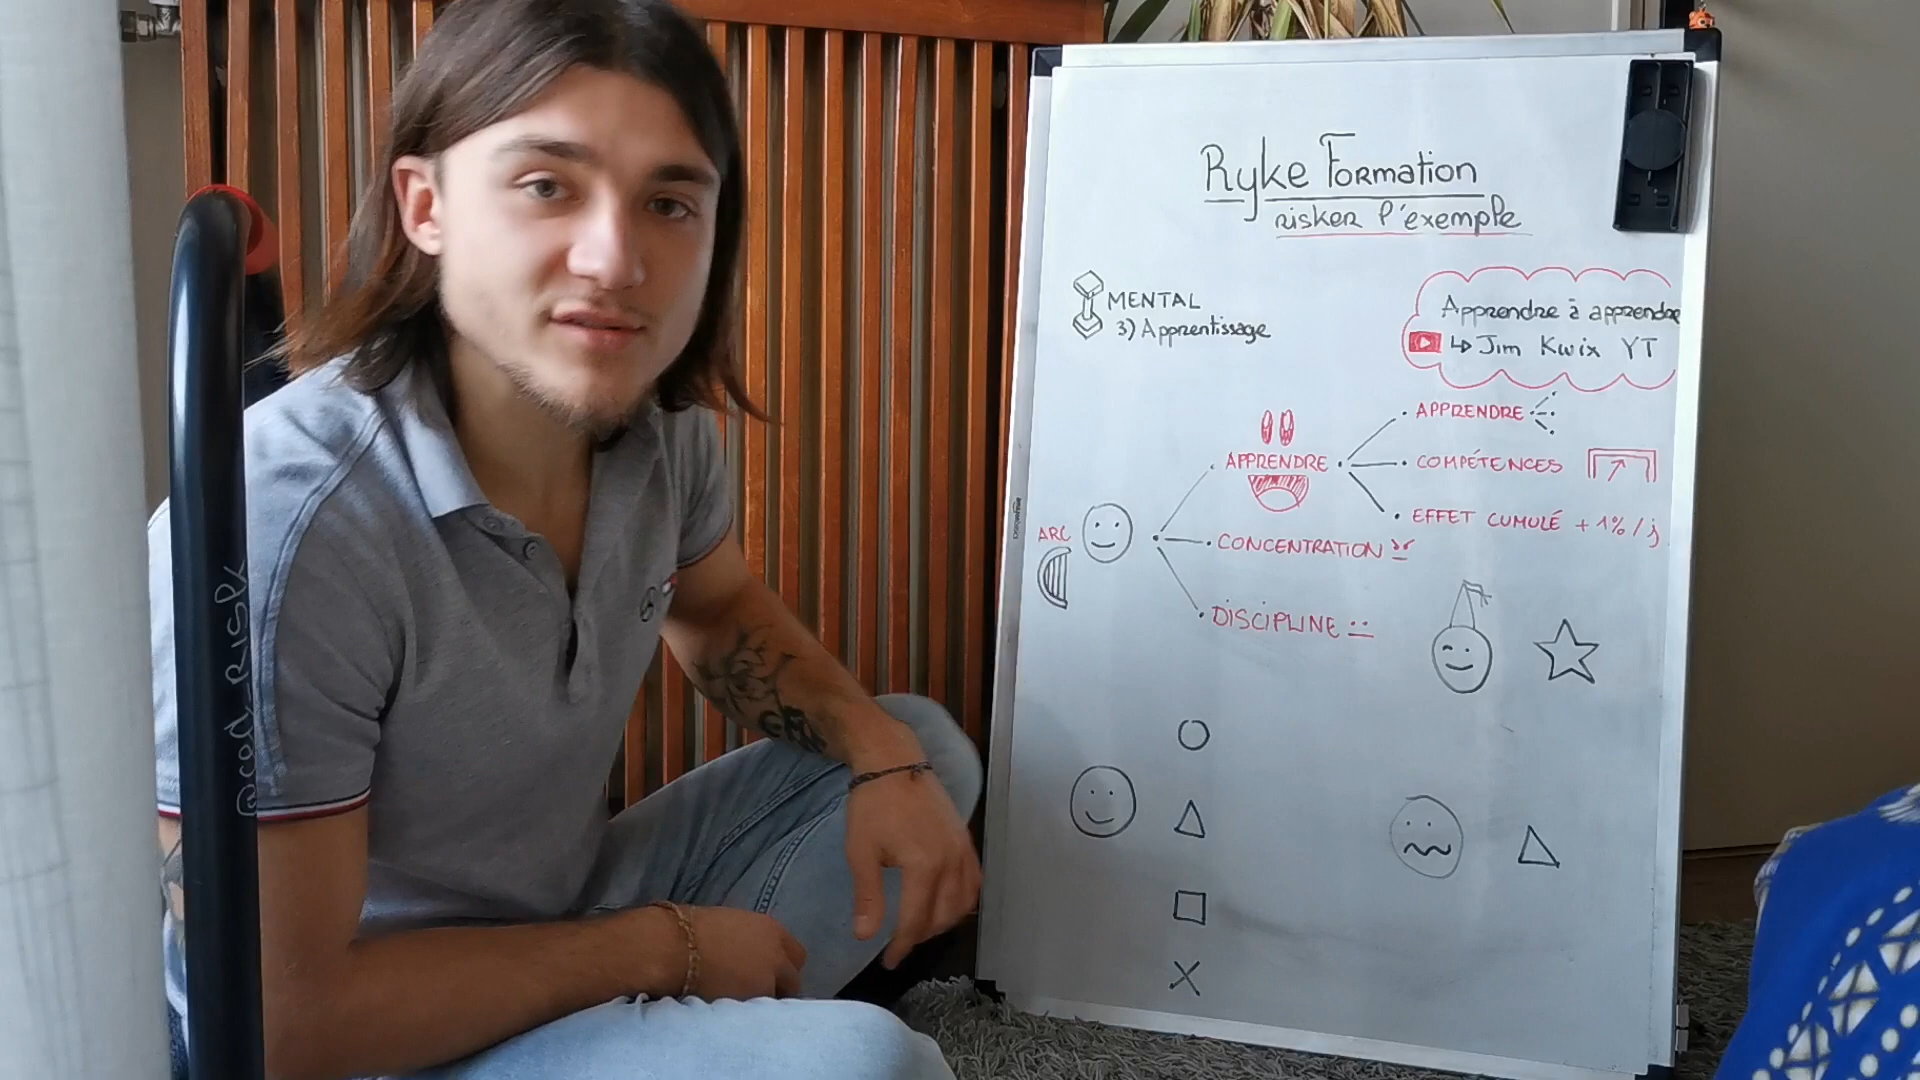 Ryke Formation
risker l'exemple
MENTAL
3) Apprentissage
Apprendre à apprendre
↳ Jim Kwix YT
APPRENDRE
APPRENDRE
COMPÉTENCES
EFFET CUMULÉ + 1% / j
ARC
CONCENTRATION
DISCIPLINE
@ced_RISK